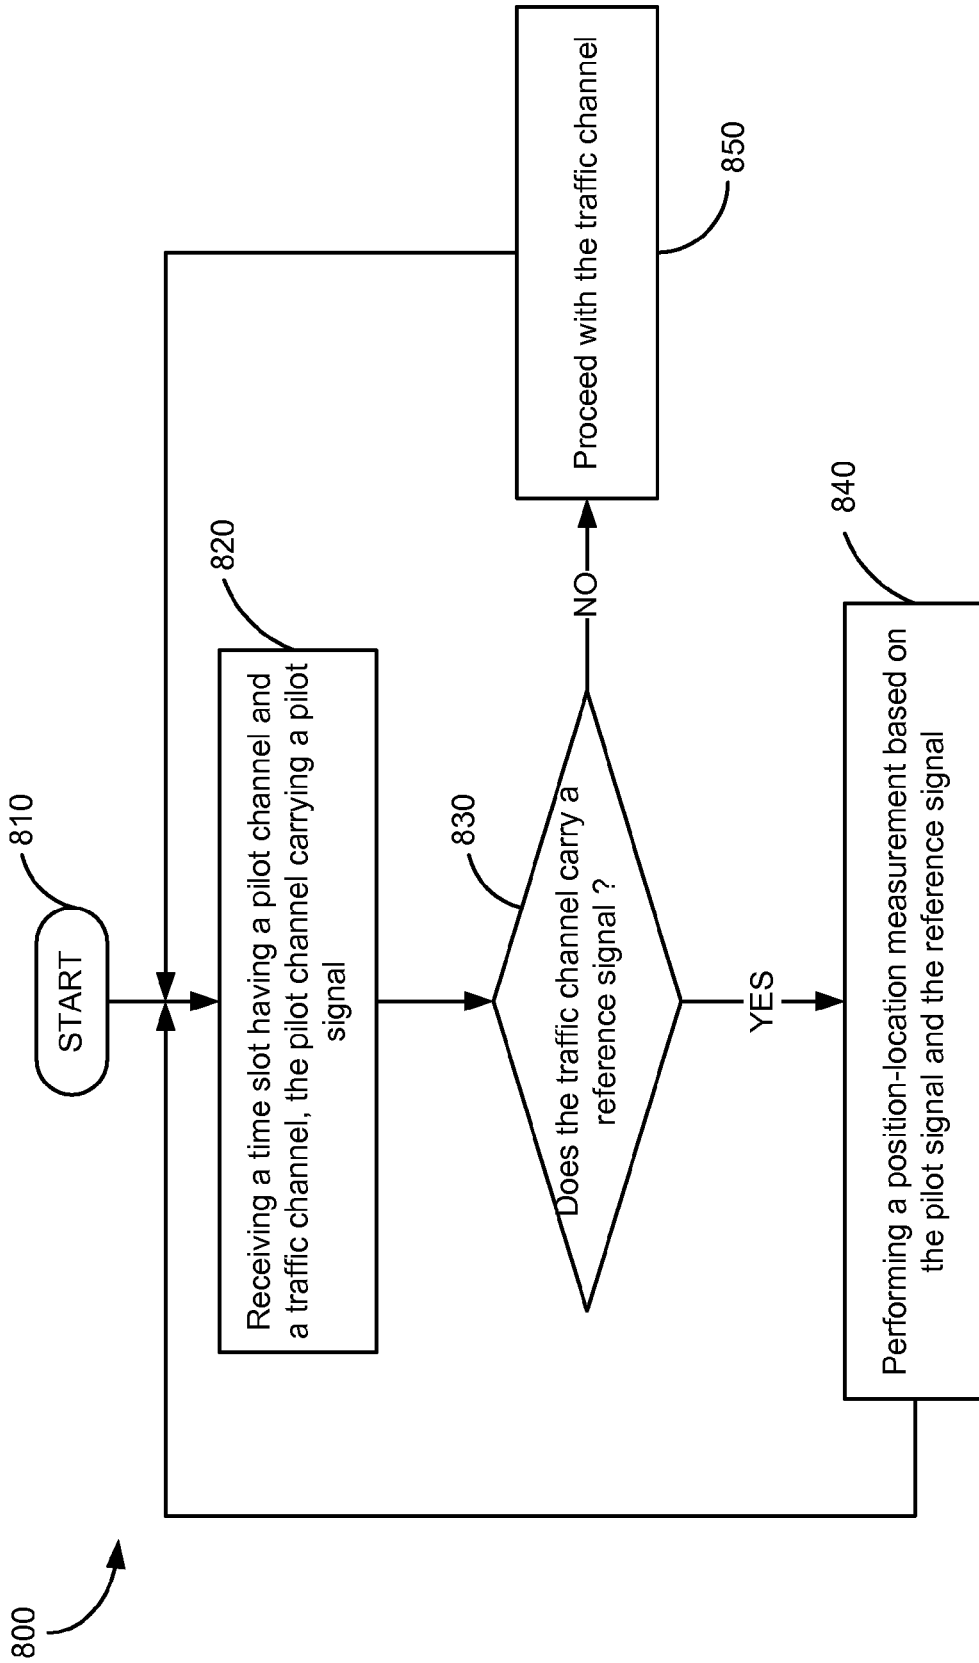 800
START
810
Receiving a time slot having a pilot channel and
a traffic channel, the pilot channel carrying a pilot
signal
820
Does the traffic channel carry a
reference signal ?
830
NO
Proceed with the traffic channel
850
YES
Performing a position-location measurement based on
the pilot signal and the reference signal
840